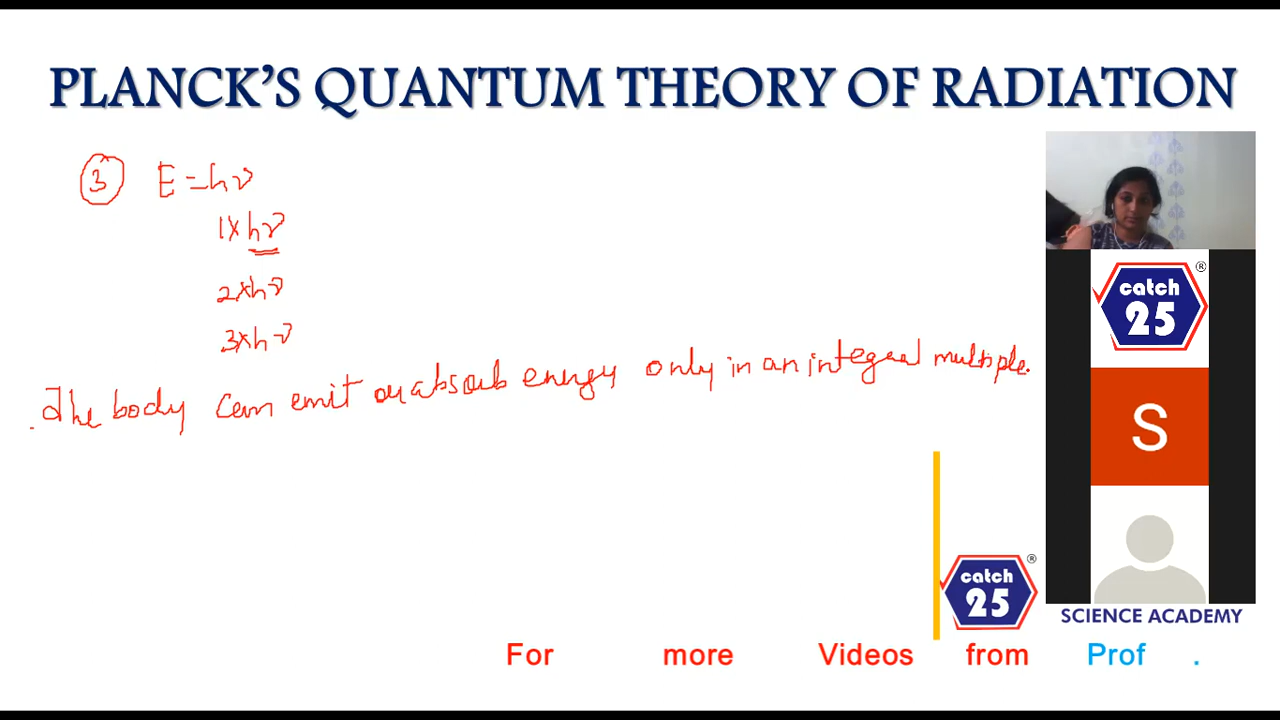 PLANCK'S QUANTUM THEORY OF RADIATION
3 E = hν
1 x hν
2 x hν
3 x hν
The body can emit or absorb energy only in an integral multiple.
catch
25
®
S
catch
25
®
SCIENCE ACADEMY
For more Videos from Prof .